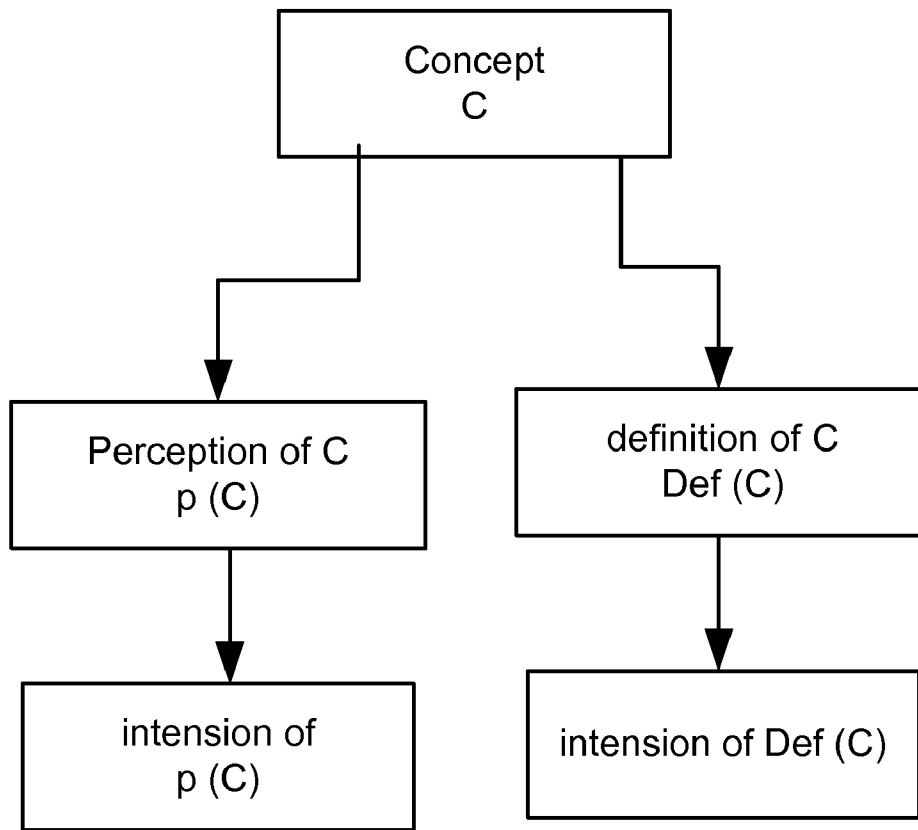 Concept
C
Perception of C
p (C)
definition of C
Def (C)
intension of
p (C)
intension of Def (C)